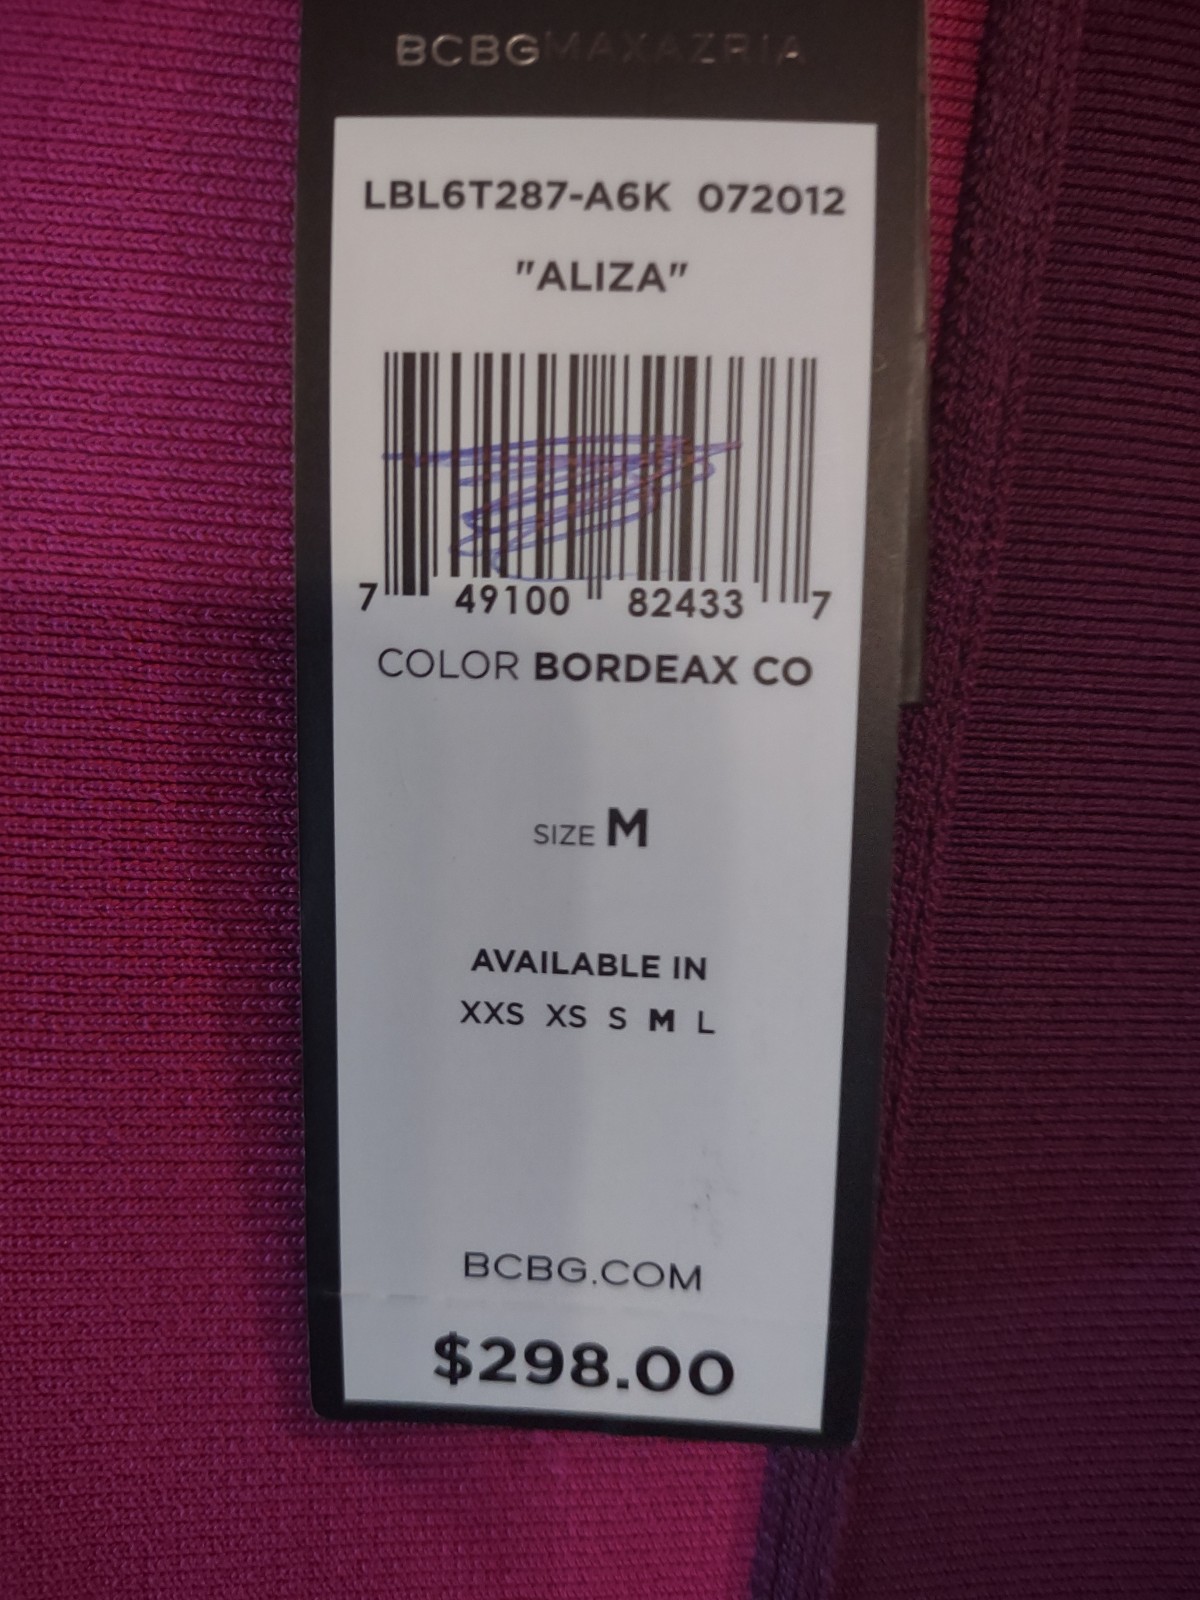 BCBGMAXAZRIA
LBL6T287-A6K 072012
"ALIZA"
7 49100 82433 7
COLOR BORDEAX CO
SIZE M
AVAILABLE IN
XXS XS S M L
BCBG.COM
$298.00